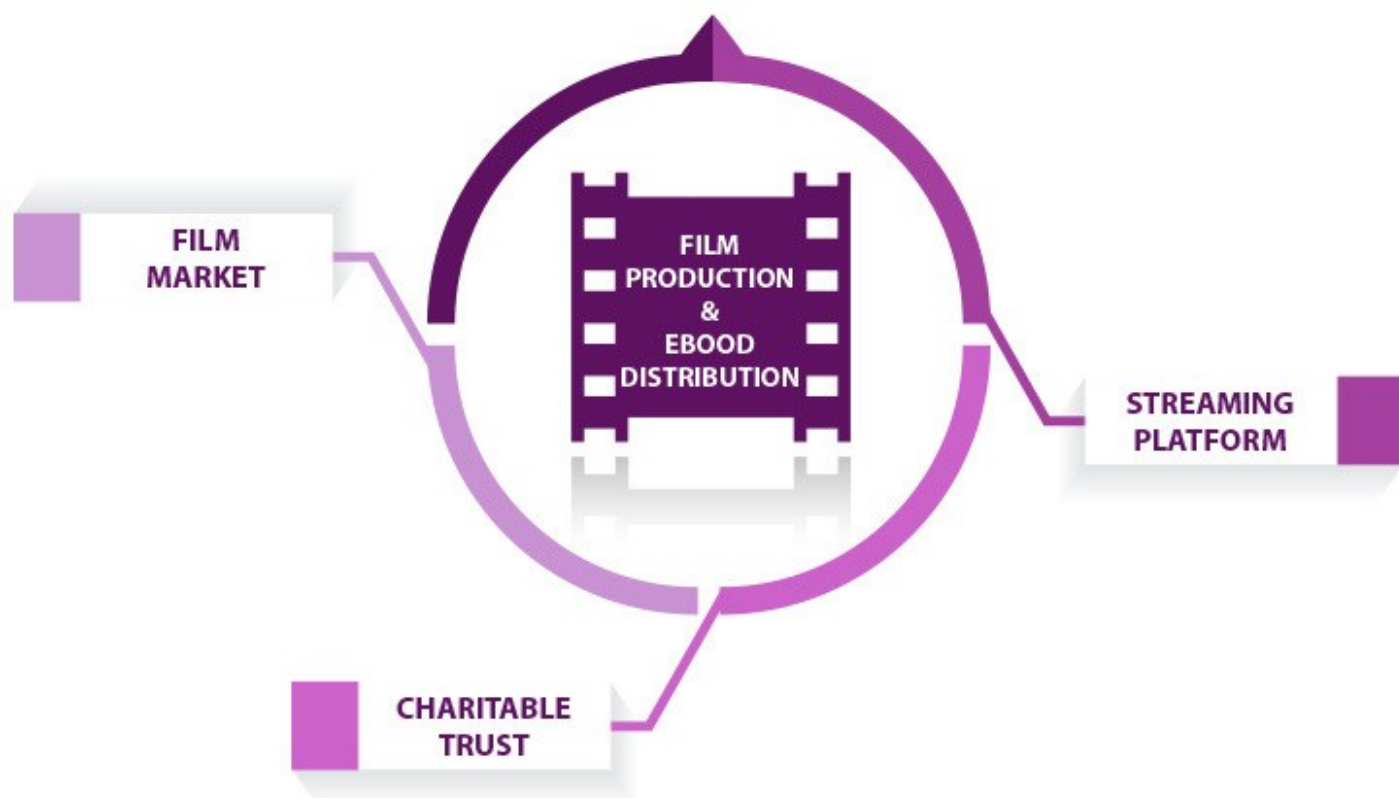 FILM
MARKET
FILM
PRODUCTION
&
EBOOD
DISTRIBUTION
STREAMING
PLATFORM
CHARITABLE
TRUST